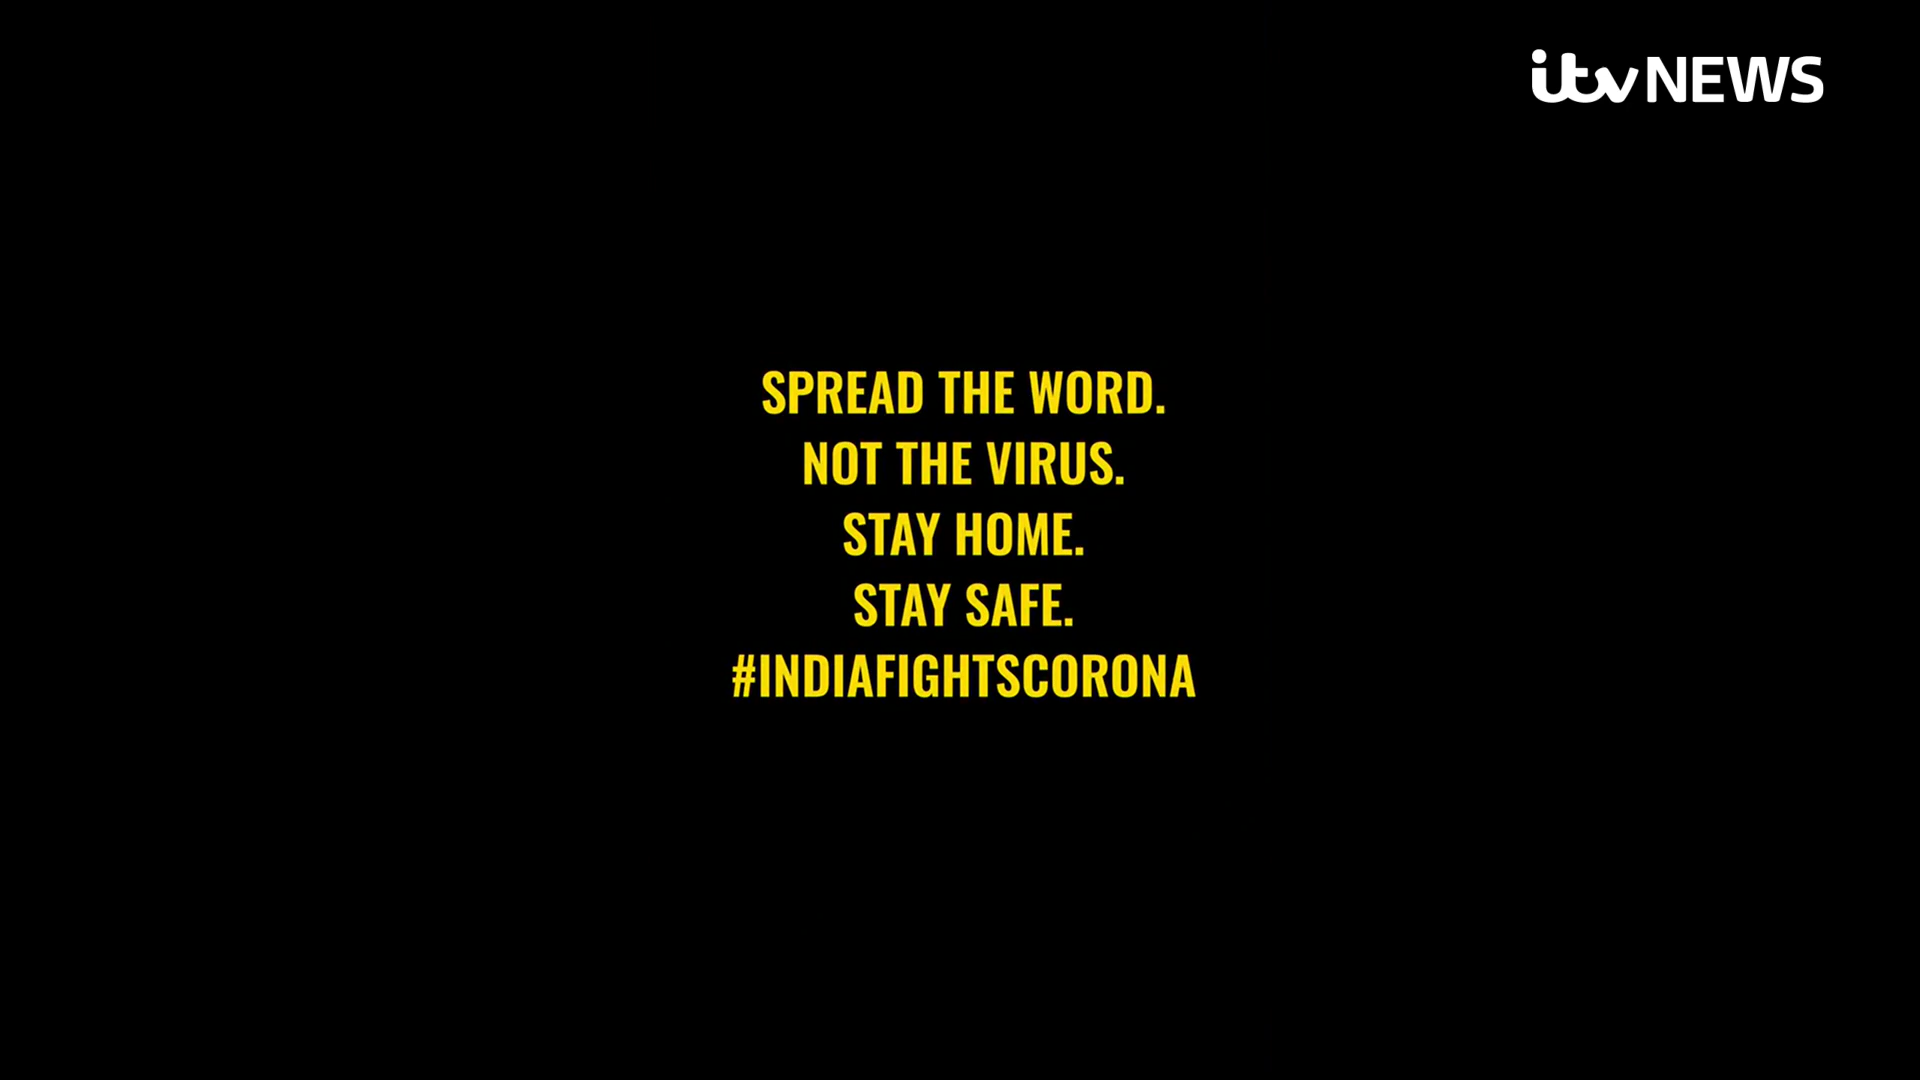 itv NEWS
SPREAD THE WORD.
NOT THE VIRUS.
STAY HOME.
STAY SAFE.
#INDIAFIGHTSCORONA